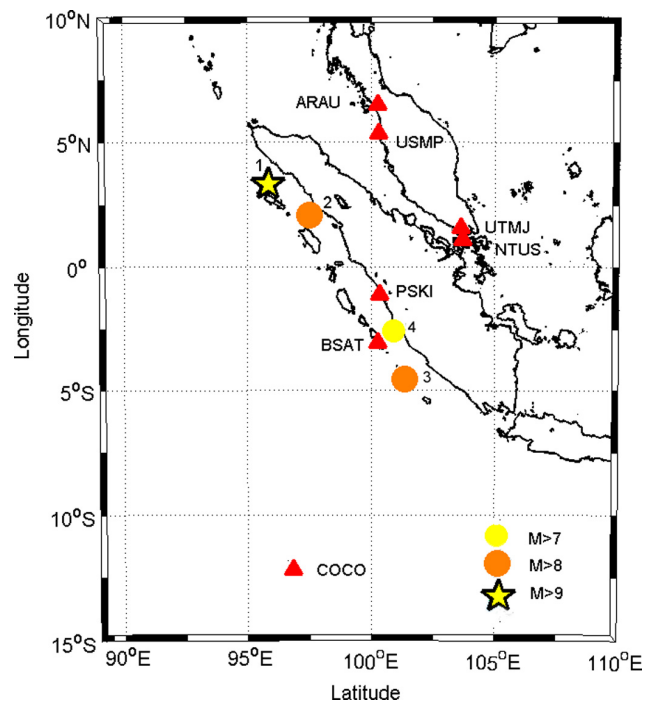 10°N
ARAU
USMP
5°N
1
2
UTMJ
NTUS
0°
PSKI
4
BSAT
3
5°S
10°S
M>7
COCO
M>8
M>9
15°S
90°E
95°E
100°E
105°E
110°E
Longitude
Latitude